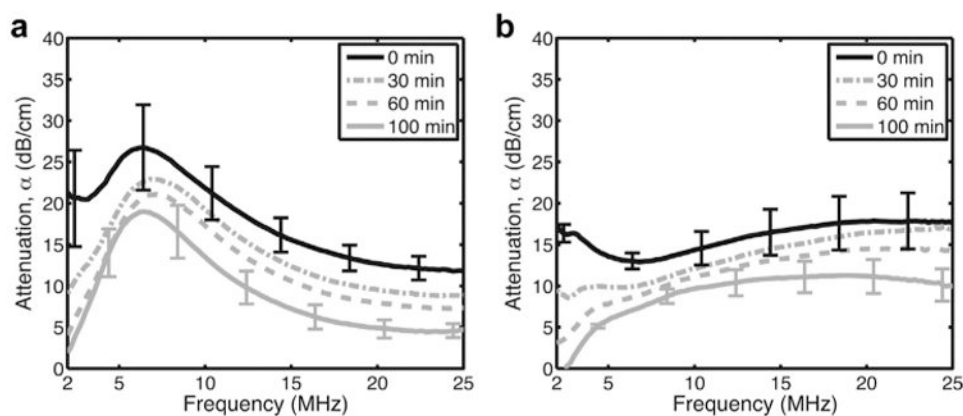 a
b
40
35
30
25
20
15
10
5
0
Attenuation, α (dB/cm)
0 min
30 min
60 min
100 min
2 5 10 15 20 25
Frequency (MHz)
40
35
30
25
20
15
10
5
0
Attenuation, α (dB/cm)
0 min
30 min
60 min
100 min
2 5 10 15 20 25
Frequency (MHz)